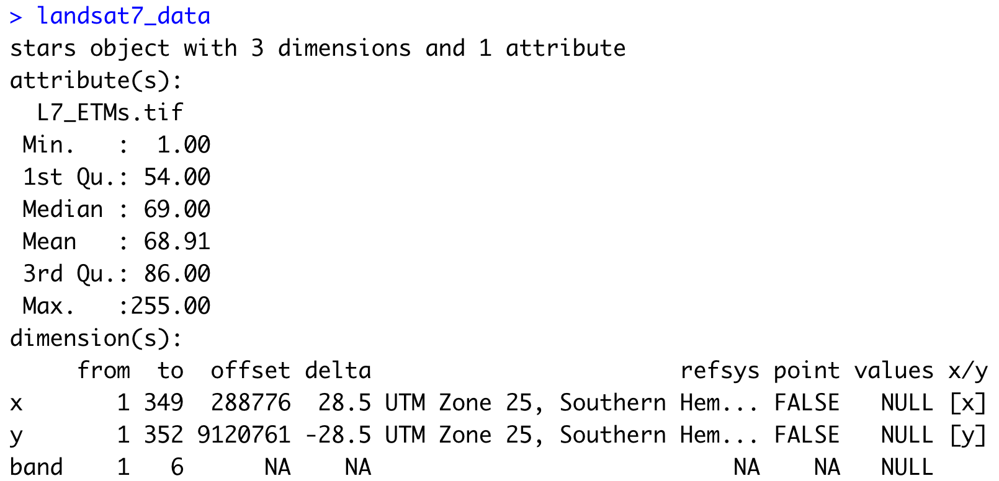 > landsat7_data
stars object with 3 dimensions and 1 attribute
attribute(s):
  L7_ETMs.tif
 Min.   :  1.00
 1st Qu.: 54.00
 Median : 69.00
 Mean   : 68.91
 3rd Qu.: 86.00
 Max.   :255.00
dimension(s):
     from  to  offset delta                       refsys point values x/y
x       1 349  288776  28.5 UTM Zone 25, Southern Hem... FALSE   NULL [x]
y       1 352 9120761 -28.5 UTM Zone 25, Southern Hem... FALSE   NULL [y]
band    1   6      NA    NA                           NA    NA   NULL